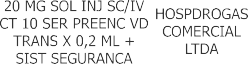 20 MG SOL INJ SC/IV
CT 10 SER PREENC VD
TRANS X 0,2 ML +
SIST SEGURANCA
HOSPDROGAS
COMERCIAL
LTDA